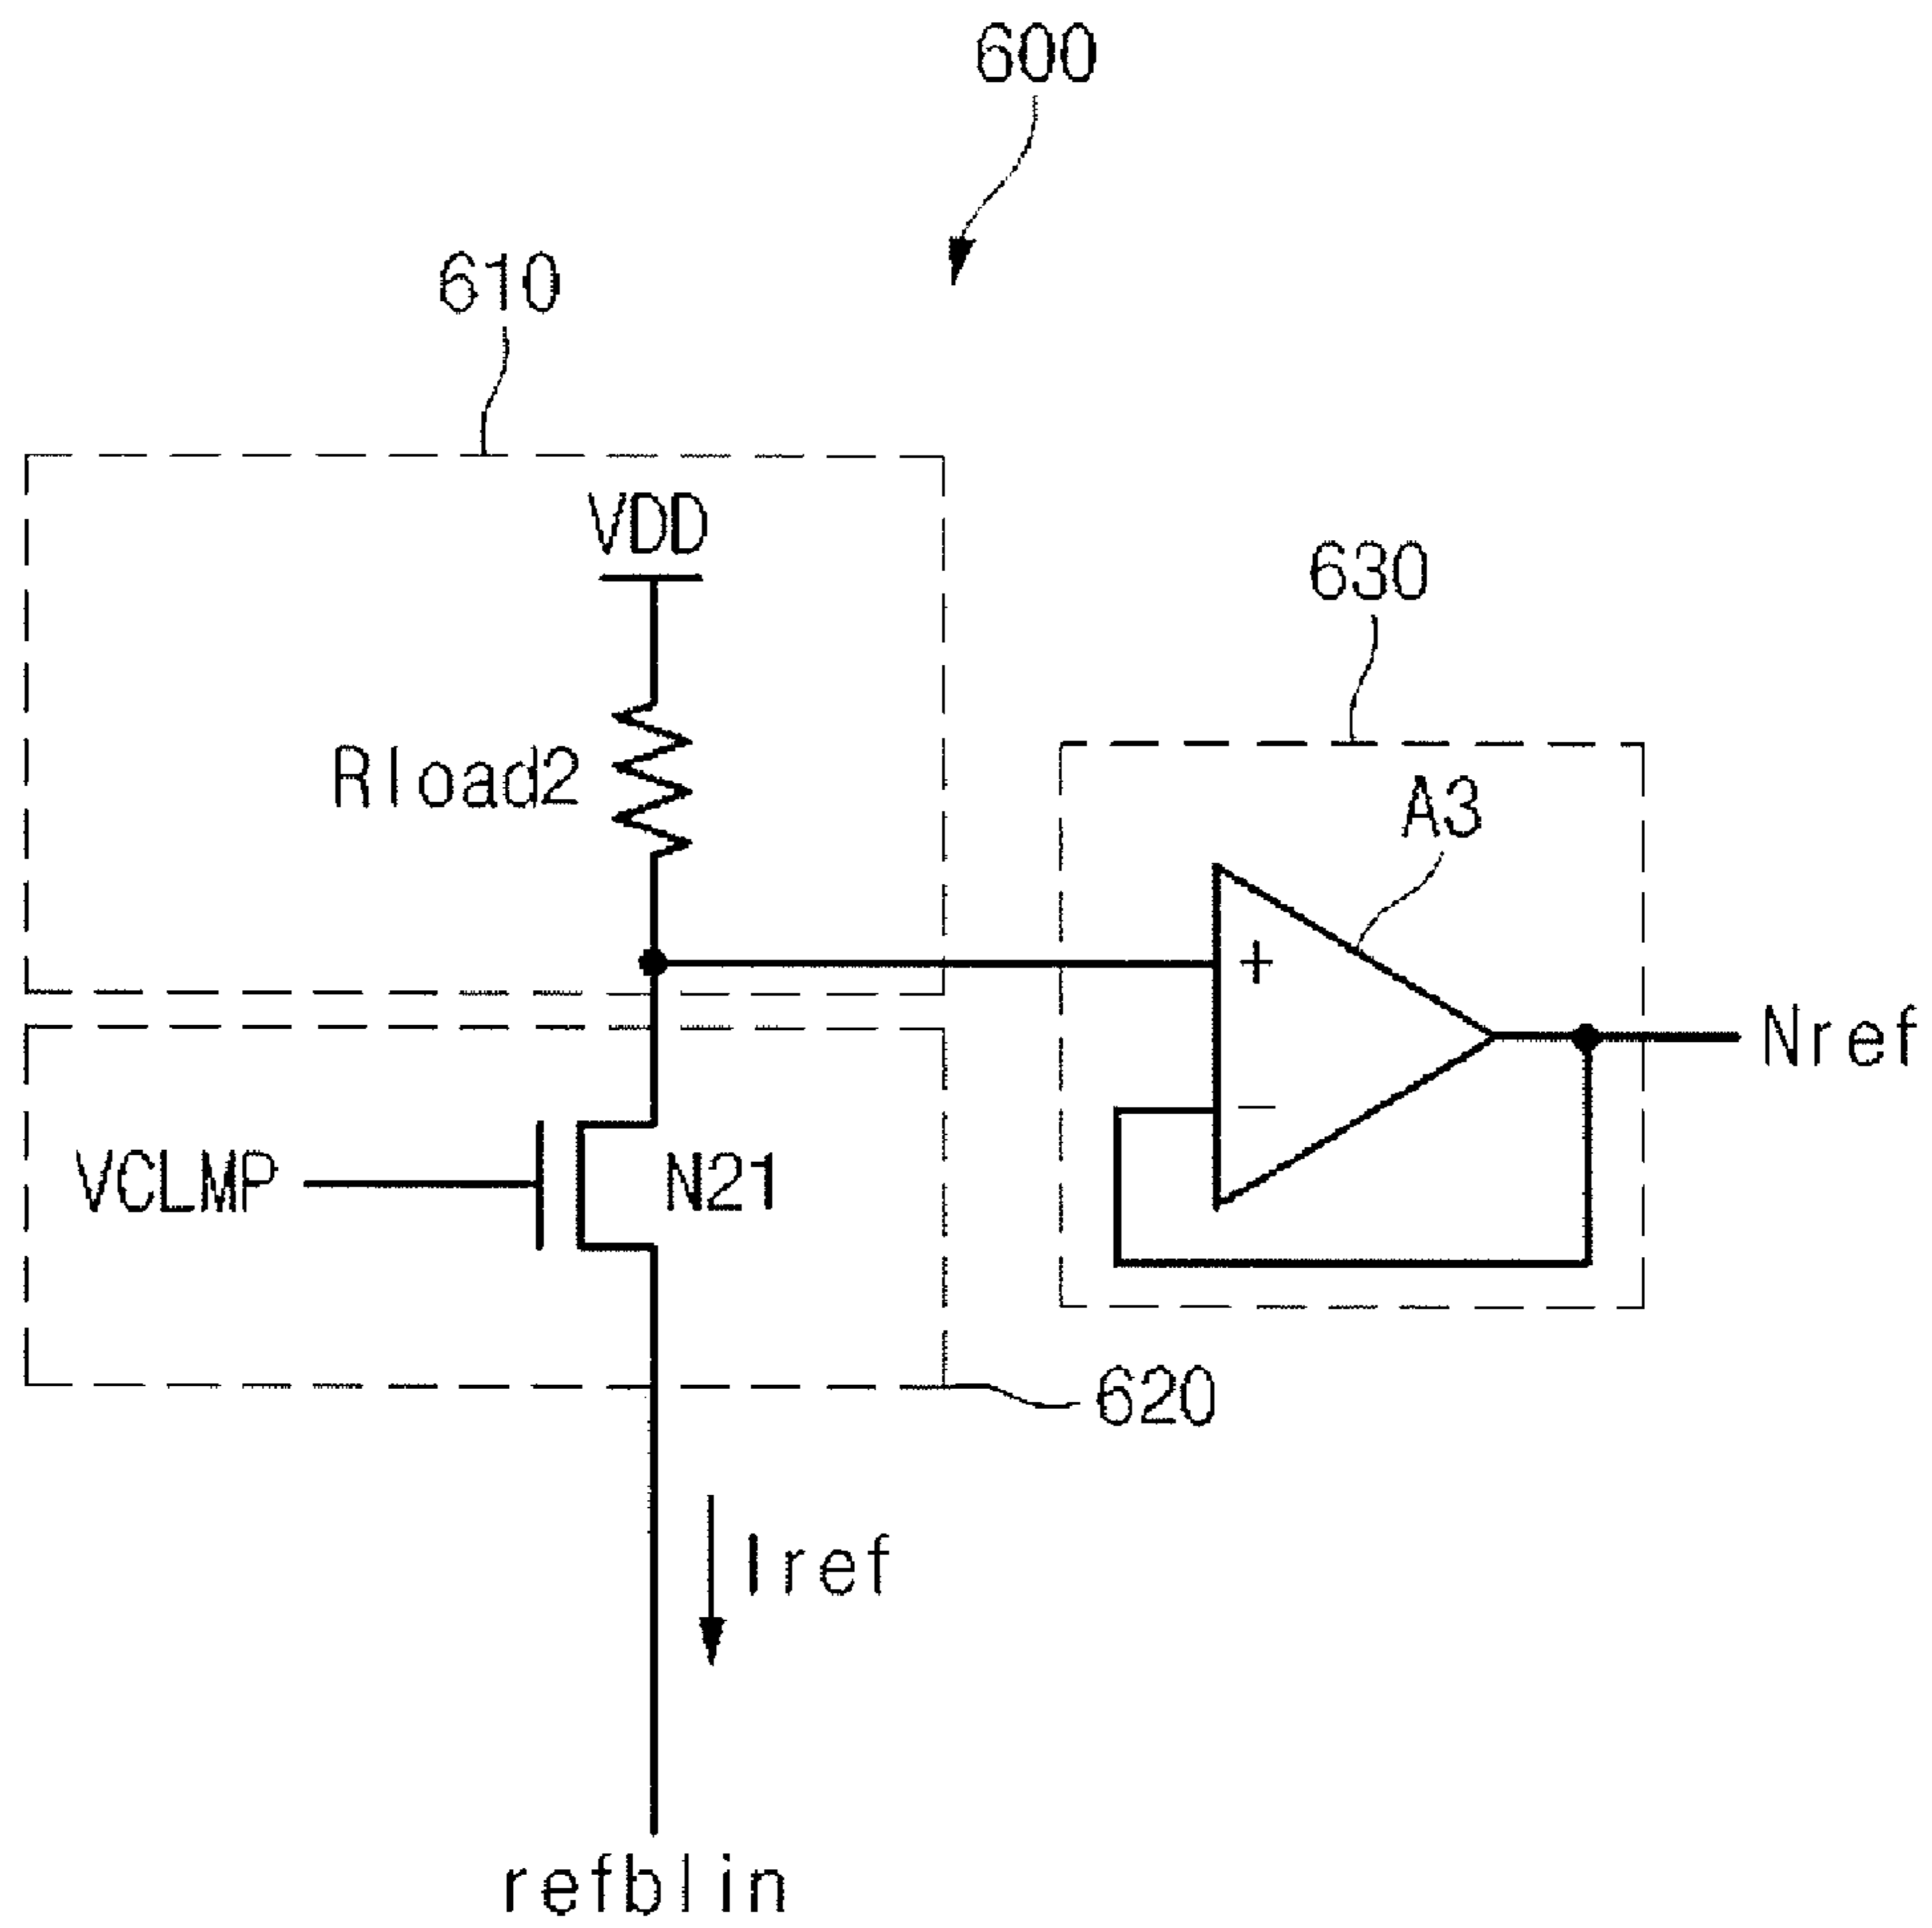 600
610
VDD
630
Rload2
A3
+
Nref
−
VCLMP
N21
620
Iref
refblin